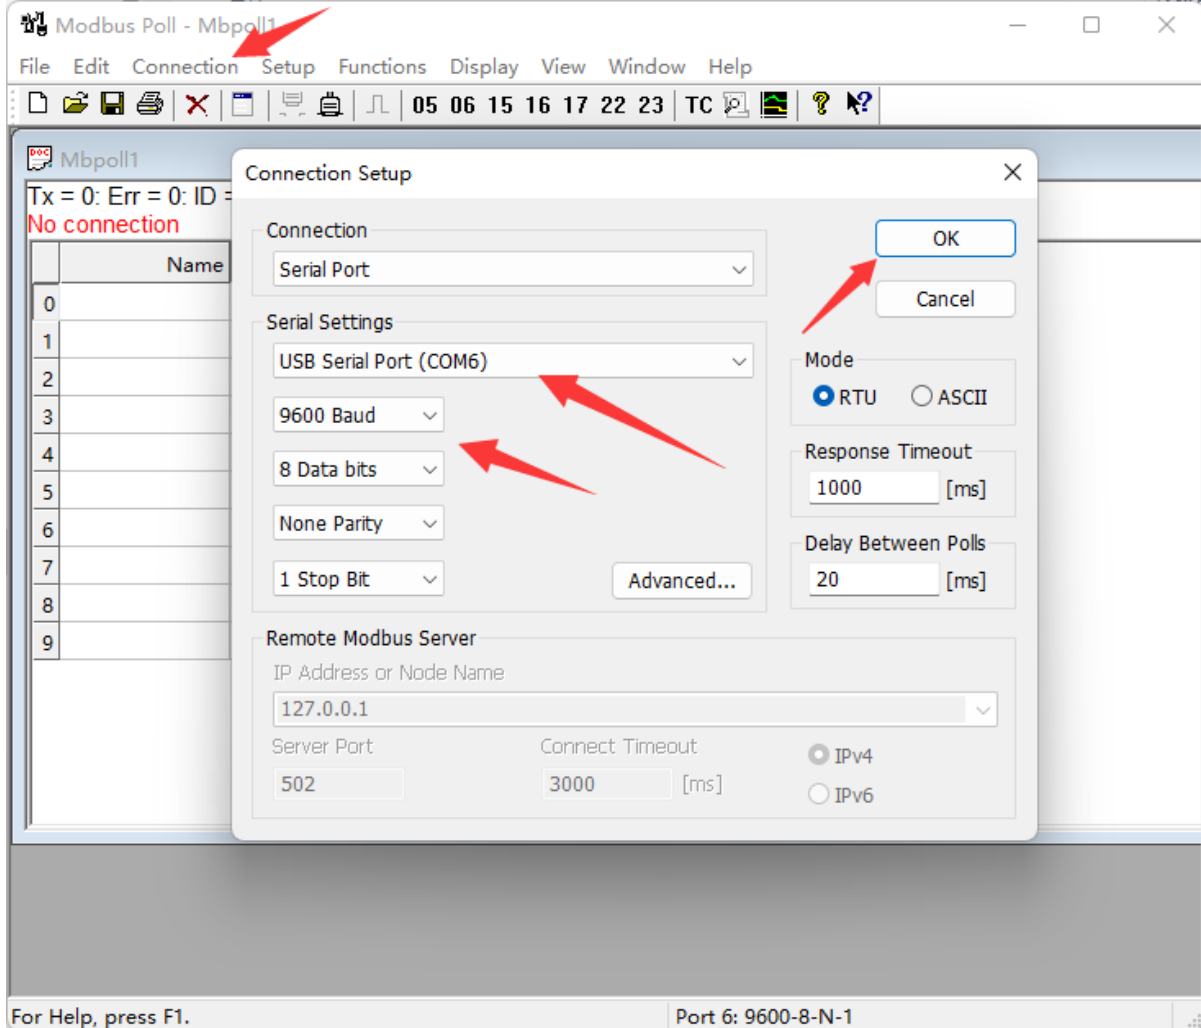 Modbus Poll - Mbpoll1
File Edit Connection Setup Functions Display View Window Help
05 06 15 16 17 22 23 TC
Mbpoll1
Tx = 0: Err = 0: ID =
No connection
Name
0
1
2
3
4
5
6
7
8
9
Connection Setup
Connection
Serial Port
OK
Cancel
Serial Settings
USB Serial Port (COM6)
9600 Baud
8 Data bits
None Parity
1 Stop Bit
Advanced...
Mode
RTU ASCII
Response Timeout
1000 [ms]
Delay Between Polls
20 [ms]
Remote Modbus Server
IP Address or Node Name
127.0.0.1
Server Port Connect Timeout
502 3000 [ms]
IPv4
IPv6
For Help, press F1. Port 6: 9600-8-N-1